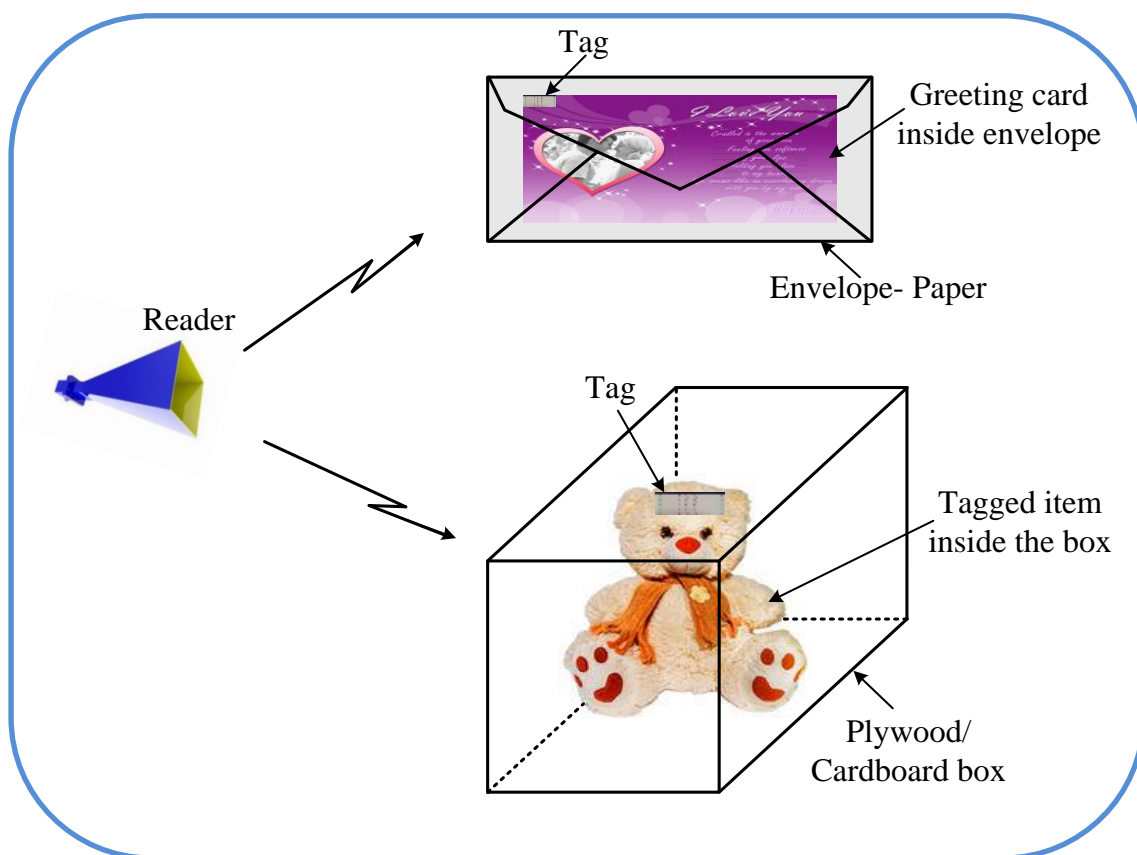 Tag
Greeting card
inside envelope
I Love You
Envelope- Paper
Reader
Tag
Tagged item
inside the box
Plywood/
Cardboard box